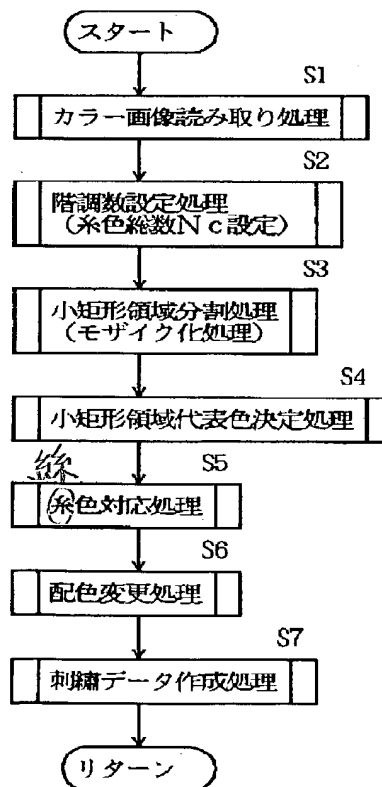 スタート
S1
カラー画像読み取り処理
S2
階調数設定処理
(糸色総数Nc設定)
S3
小矩形領域分割処理
(モザイク化処理)
S4
小矩形領域代表色決定処理
S5
糸色対応処理
S6
配色変更処理
S7
刺繍データ作成処理
リターン